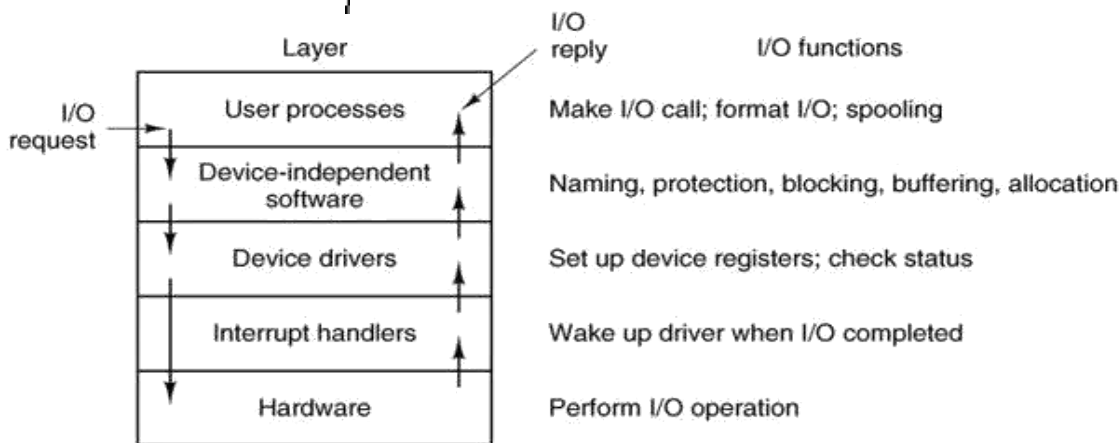 Layer
I/O
reply
I/O functions
I/O
request
User processes
Make I/O call; format I/O; spooling
Device-independent
software
Naming, protection, blocking, buffering, allocation
Device drivers
Set up device registers; check status
Interrupt handlers
Wake up driver when I/O completed
Hardware
Perform I/O operation